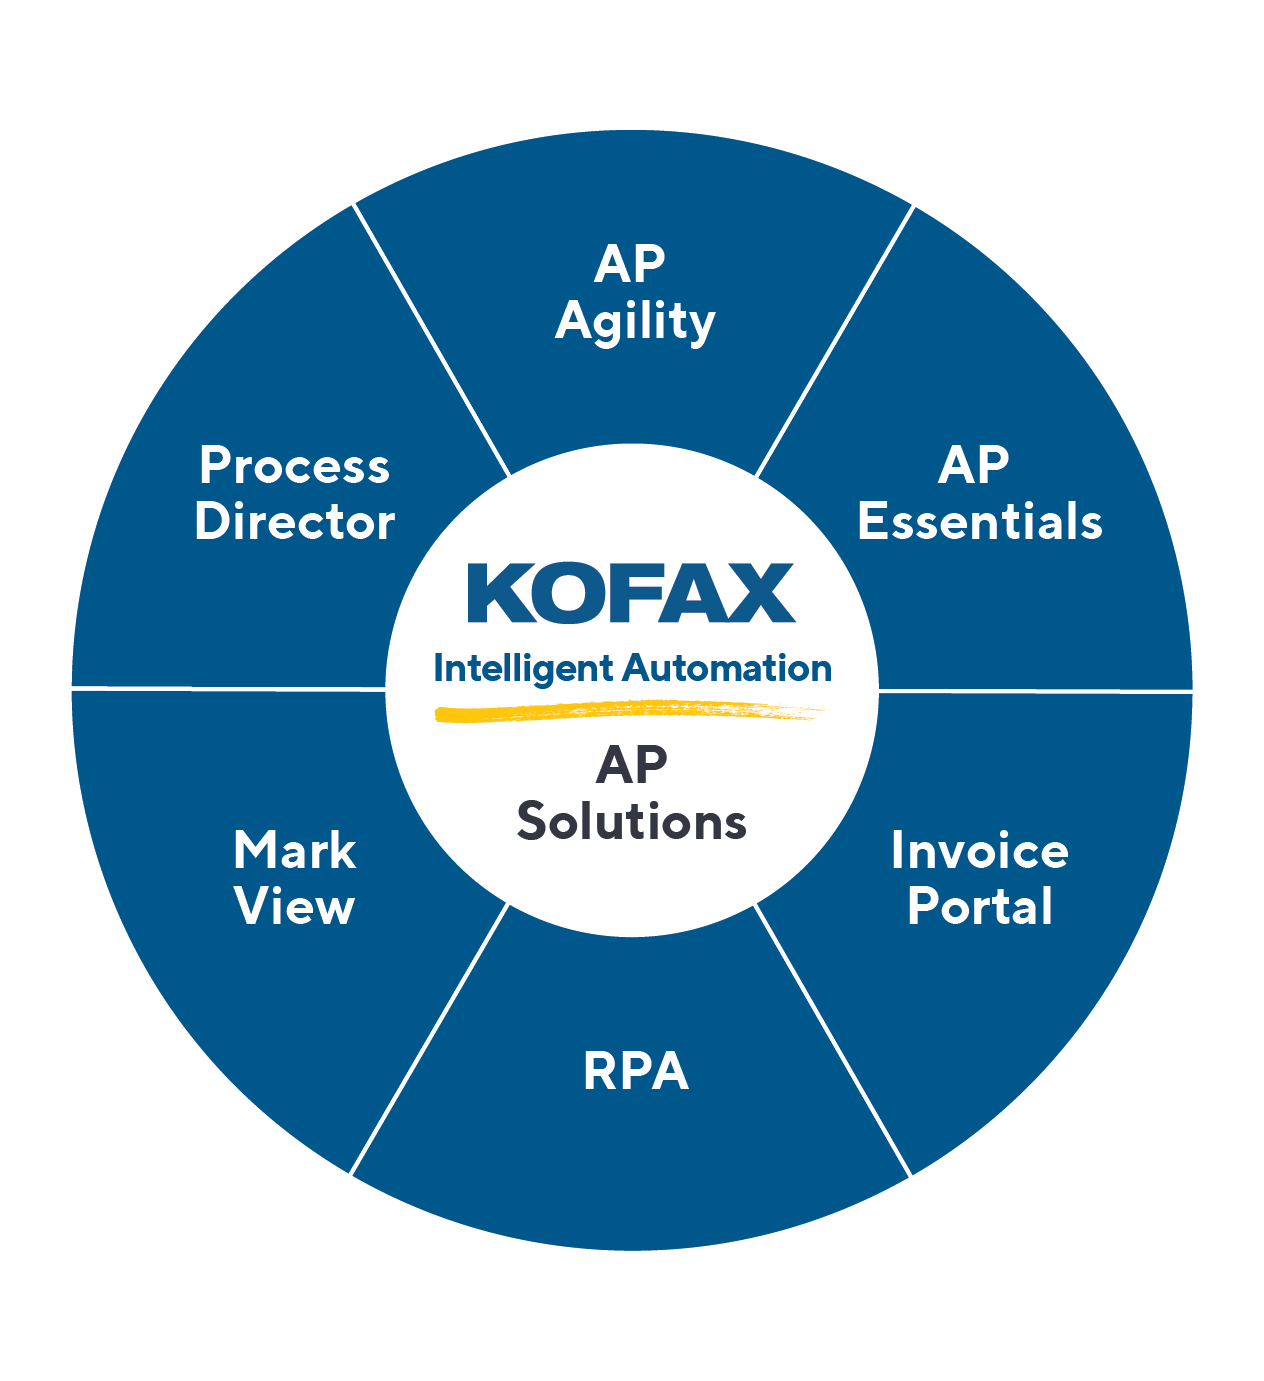 AP
Agility
Process
Director
AP
Essentials
KOFAX
Intelligent Automation
AP
Solutions
Mark
View
Invoice
Portal
RPA